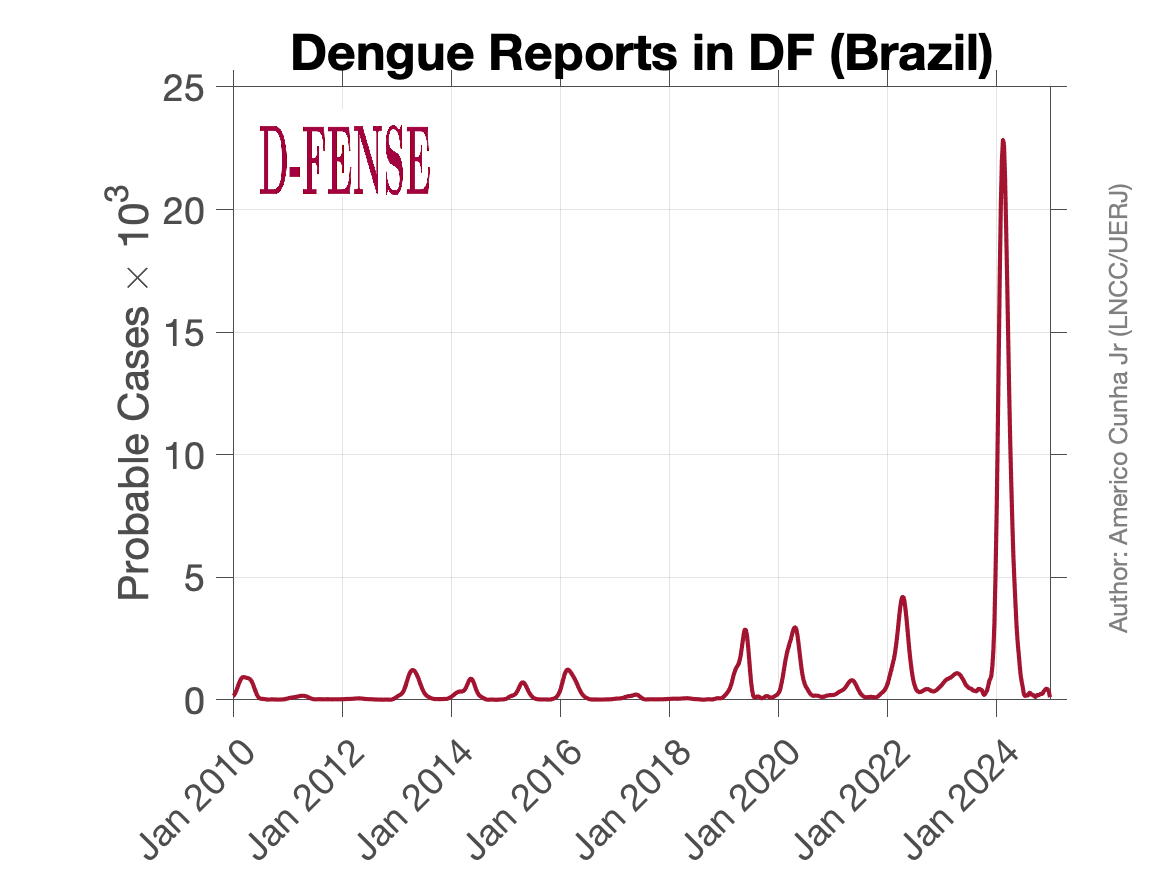 Dengue Reports in DF (Brazil)
D-FENSE
25
20
15
10
5
0
Probable Cases × 10³
Jan 2010
Jan 2012
Jan 2014
Jan 2016
Jan 2018
Jan 2020
Jan 2022
Jan 2024
Author: Americo Cunha Jr (LNCC/UERJ)